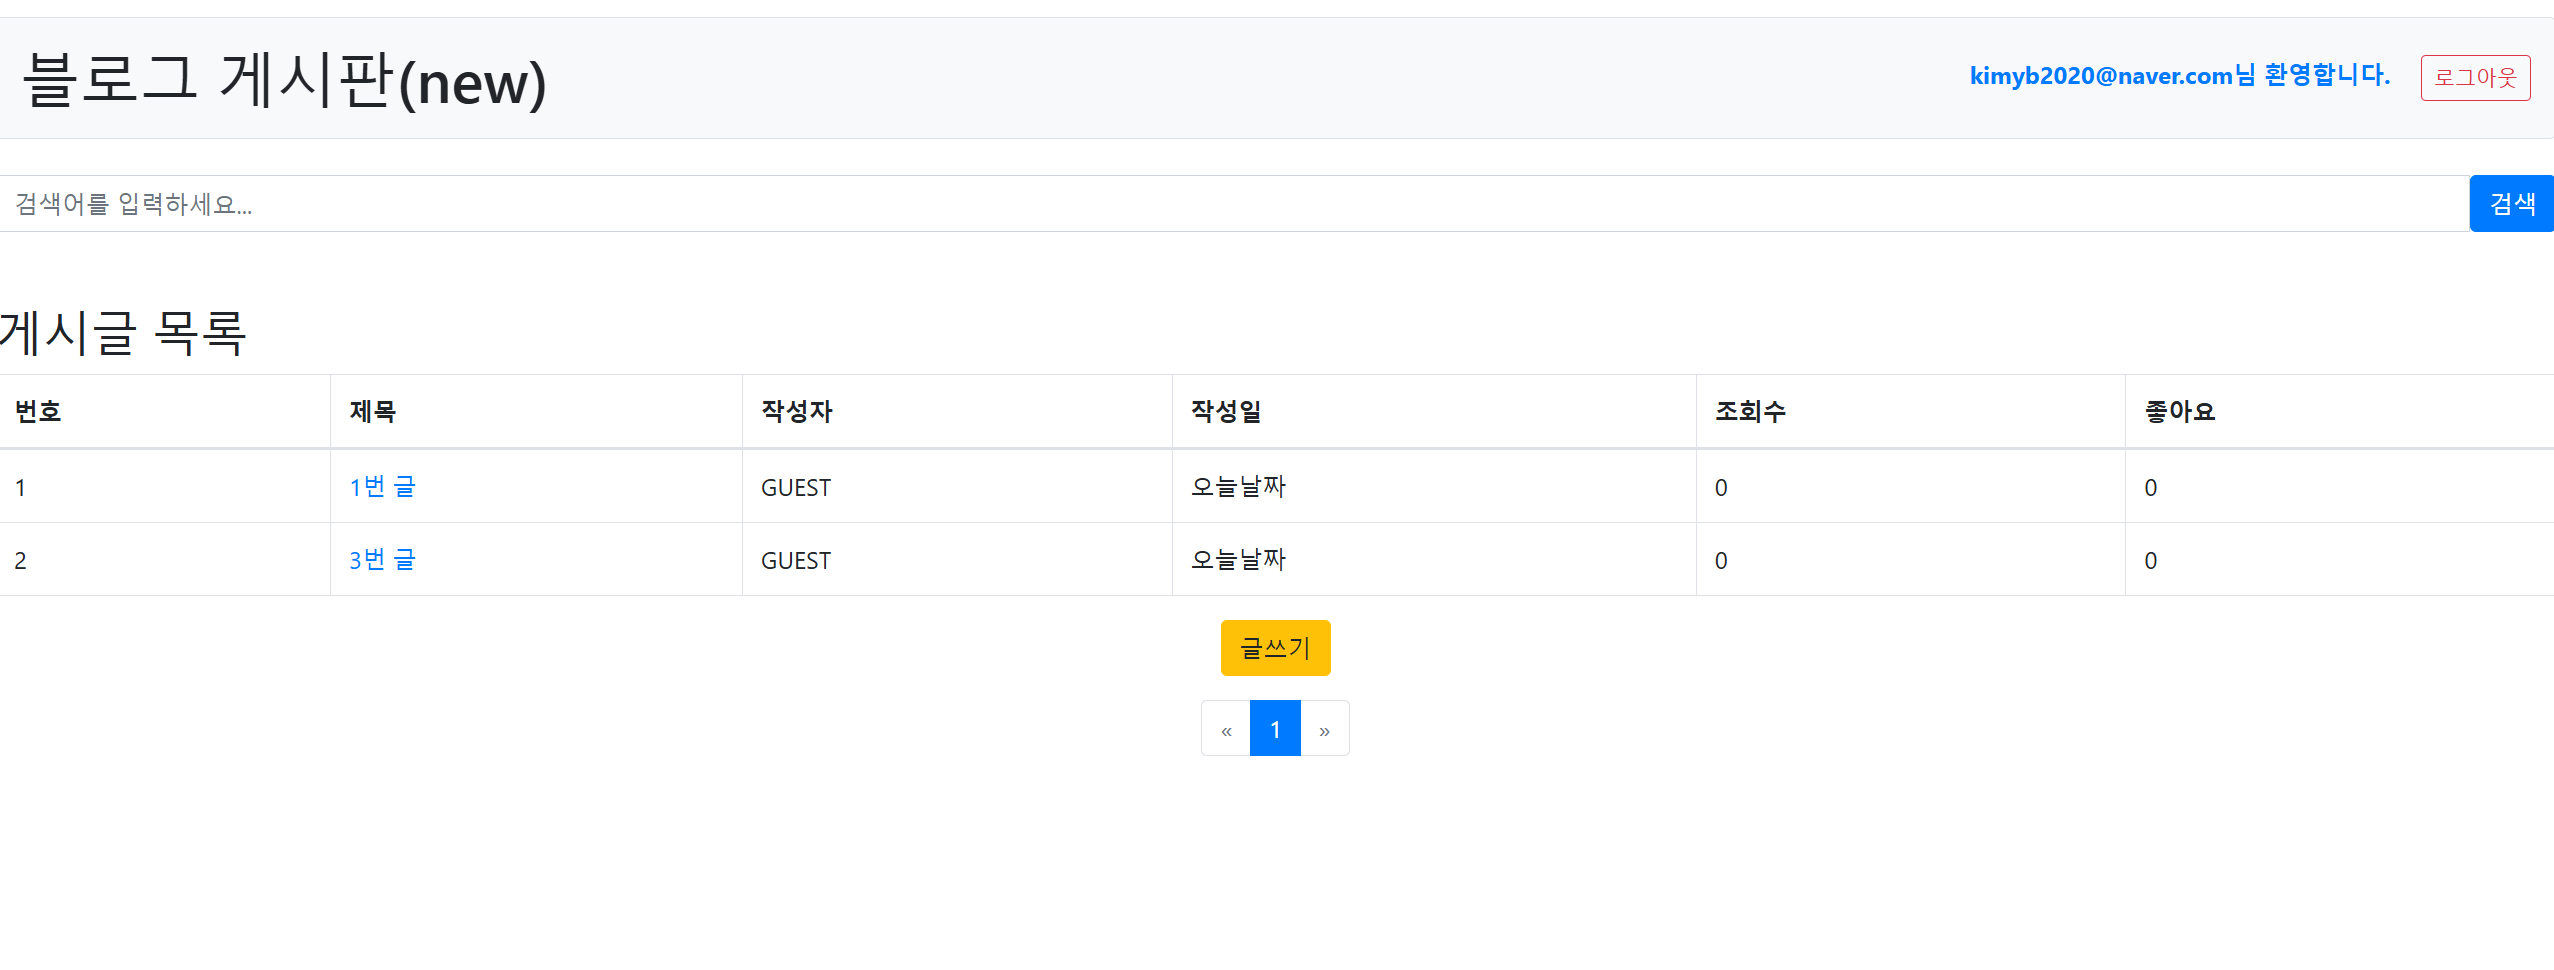 블로그 게시판(new)
kimyb2020@naver.com님 환영합니다. 로그아웃
검색어를 입력하세요... 검색
게시글 목록
번호 제목 작성자 작성일 조회수 좋아요
1 1번 글 GUEST 오늘날짜 0 0
2 3번 글 GUEST 오늘날짜 0 0
글쓰기
« 1 »